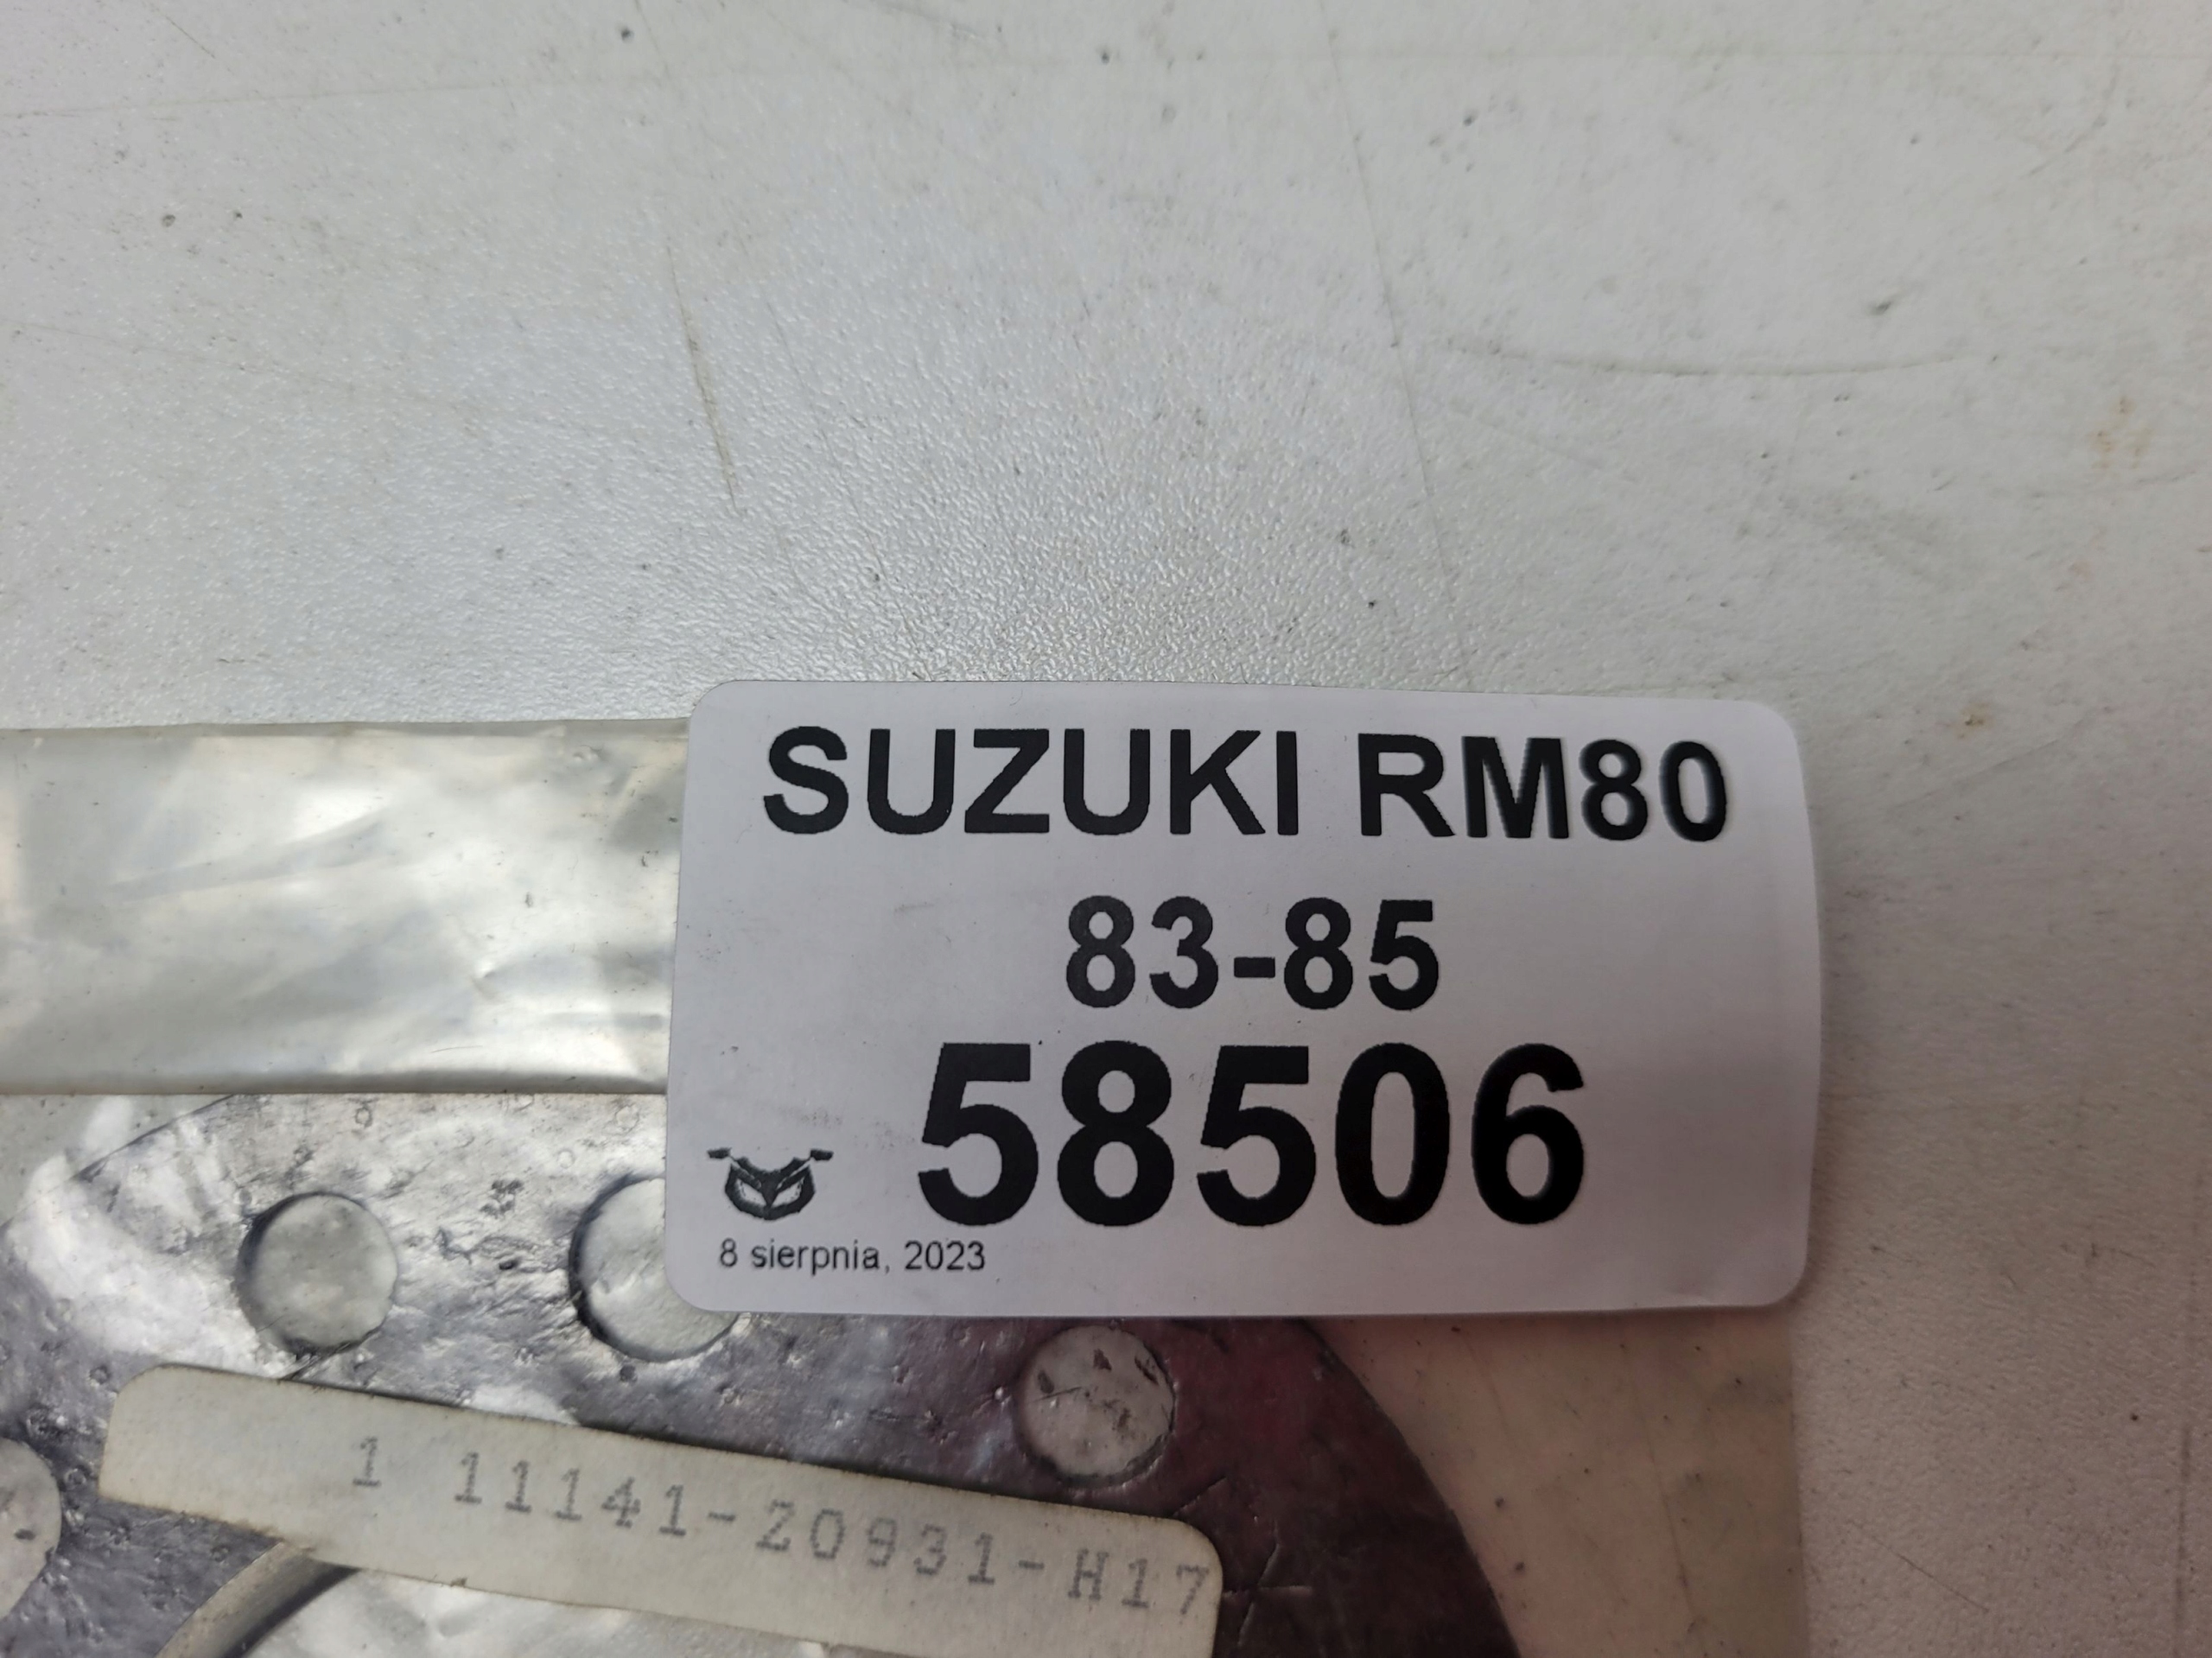 SUZUKI RM80
83-85
58506
8 sierpnia, 2023
1 11141-20931-H17